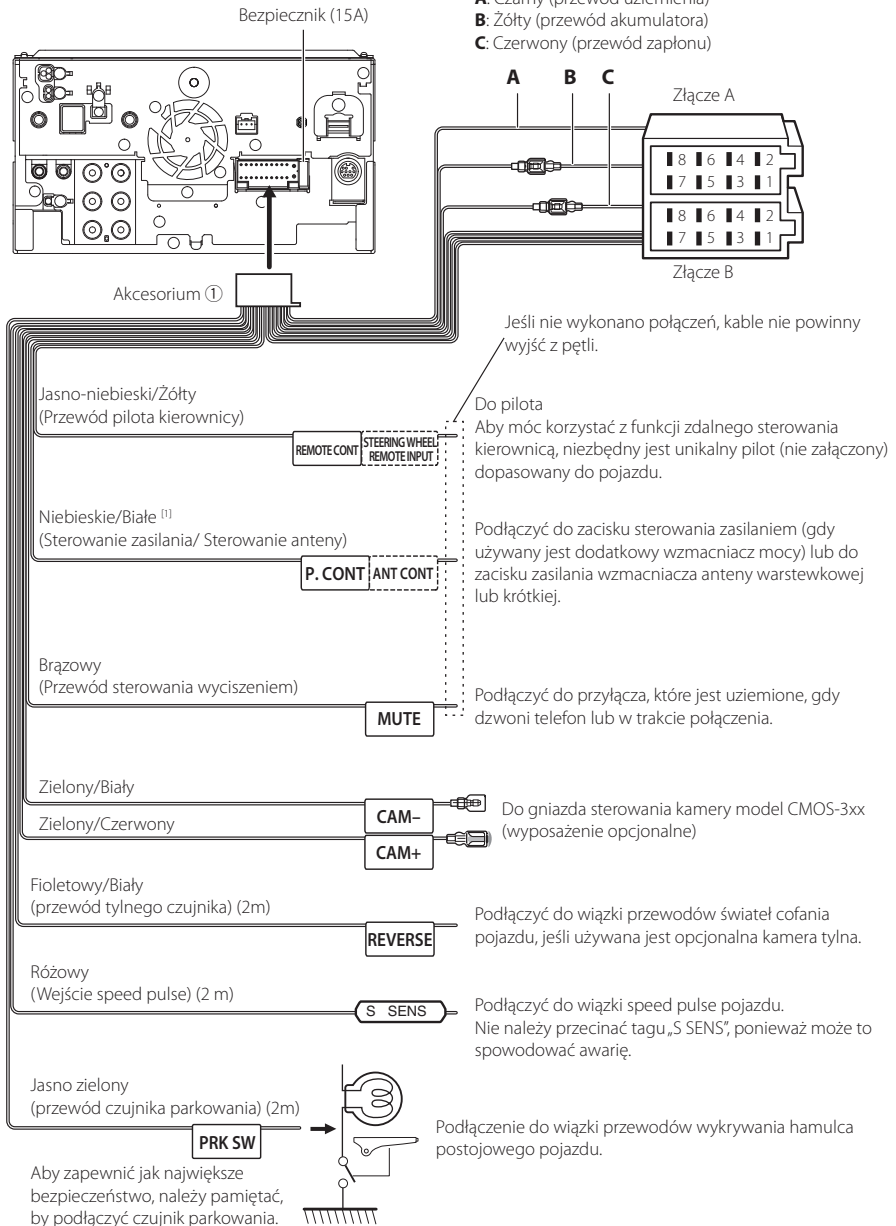 Bezpiecznik (15A)
A: Czarny (przewód uziemienia)
B: Żółty (przewód akumulatora)
C: Czerwony (przewód zapłonu)
A B C
Złącze A
8 6 4 2
7 5 3 1
8 6 4 2
7 5 3 1
Złącze B
Akcesorium ①
Jeśli nie wykonano połączeń, kable nie powinny
wyjść z pętli.
Jasno-niebieski/Żółty
(Przewód pilota kierownicy)
REMOTE CONT
STEERING WHEEL
REMOTE INPUT
Do pilota
Aby móc korzystać z funkcji zdalnego sterowania
kierownicą, niezbędny jest unikalny pilot (nie załączony)
dopasowany do pojazdu.
Niebieskie/Białe [1]
(Sterowanie zasilania/ Sterowanie anteny)
P. CONT ANT CONT
Podłączyć do zacisku sterowania zasilaniem (gdy
używany jest dodatkowy wzmacniacz mocy) lub do
zacisku zasilania wzmacniacza anteny warstewkowej
lub krótkiej.
Brązowy
(Przewód sterowania wyciszeniem)
MUTE
Podłączyć do przyłącza, które jest uziemione, gdy
dzwoni telefon lub w trakcie połączenia.
Zielony/Biały
CAM–
Zielony/Czerwony
CAM+
Do gniazda sterowania kamery model CMOS-3xx
(wyposażenie opcjonalne)
Fioletowy/Biały
(przewód tylnego czujnika) (2m)
REVERSE
Podłączyć do wiązki przewodów świateł cofania
pojazdu, jeśli używana jest opcjonalna kamera tylna.
Różowy
(Wejście speed pulse) (2 m)
S SENS
Podłączyć do wiązki speed pulse pojazdu.
Nie należy przecinać tagu „S SENS”, ponieważ może to
spowodować awarię.
Jasno zielony
(przewód czujnika parkowania) (2m)
PRK SW
Podłączenie do wiązki przewodów wykrywania hamulca
postojowego pojazdu.
Aby zapewnić jak największe
bezpieczeństwo, należy pamiętać,
by podłączyć czujnik parkowania.